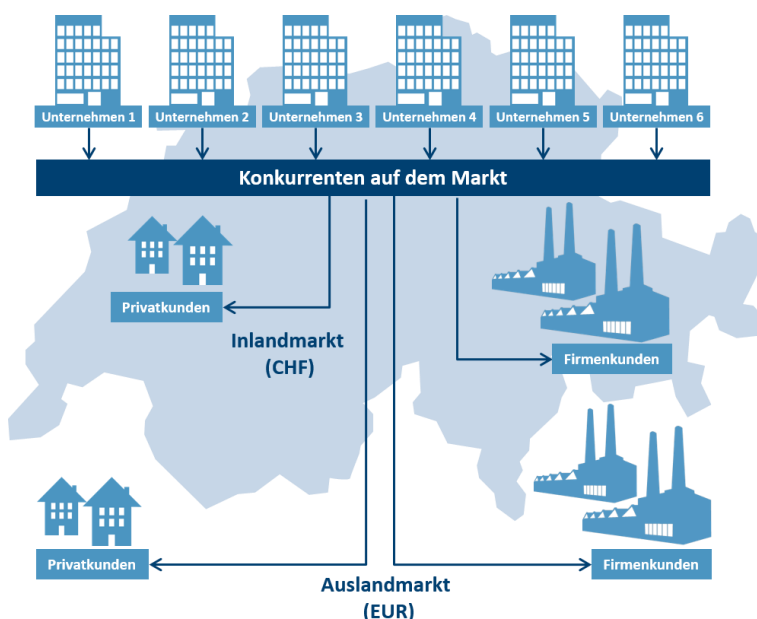 Unternehmen 1
Unternehmen 2
Unternehmen 3
Unternehmen 4
Unternehmen 5
Unternehmen 6
Konkurrenten auf dem Markt
Privatkunden
Inlandmarkt
(CHF)
Firmenkunden
Privatkunden
Firmenkunden
Auslandmarkt
(EUR)